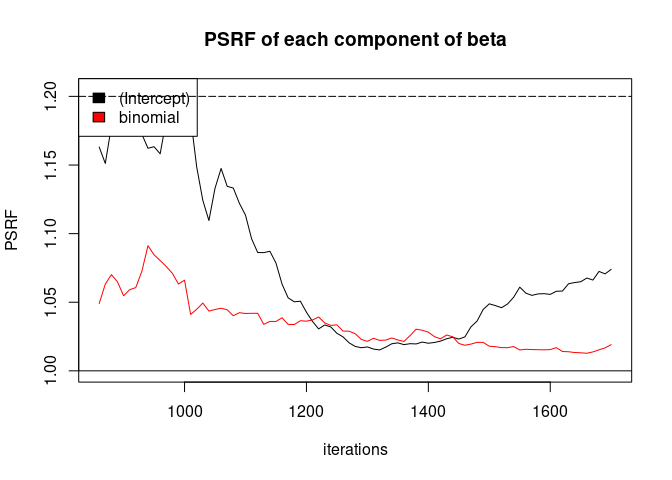 PSRF of each component of beta
(Intercept)
binomial
PSRF
1.20
1.15
1.10
1.05
1.00
1000 1200 1400 1600
iterations